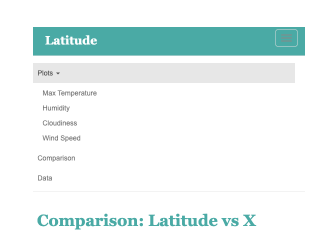 Latitude
Plots
Max Temperature
Humidity
Cloudiness
Wind Speed
Comparison
Data
Comparison: Latitude vs X